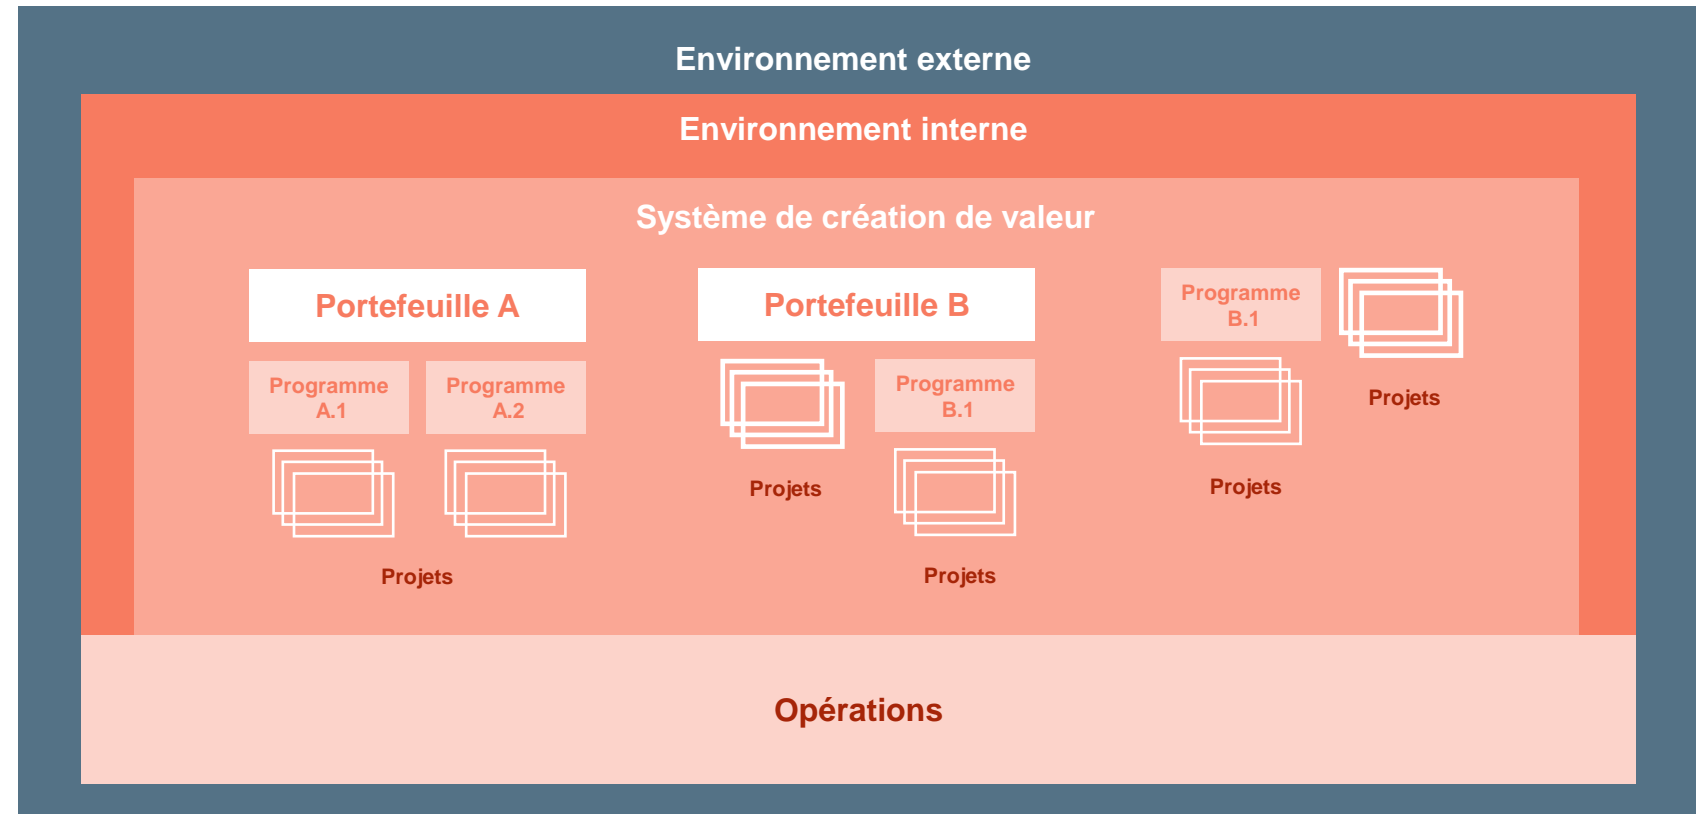 Environnement externe
Environnement interne
Système de création de valeur
Portefeuille A
Programme
A.1
Programme
A.2
Projets
Portefeuille B
Projets
Programme
B.1
Projets
Programme
B.1
Projets
Projets
Opérations